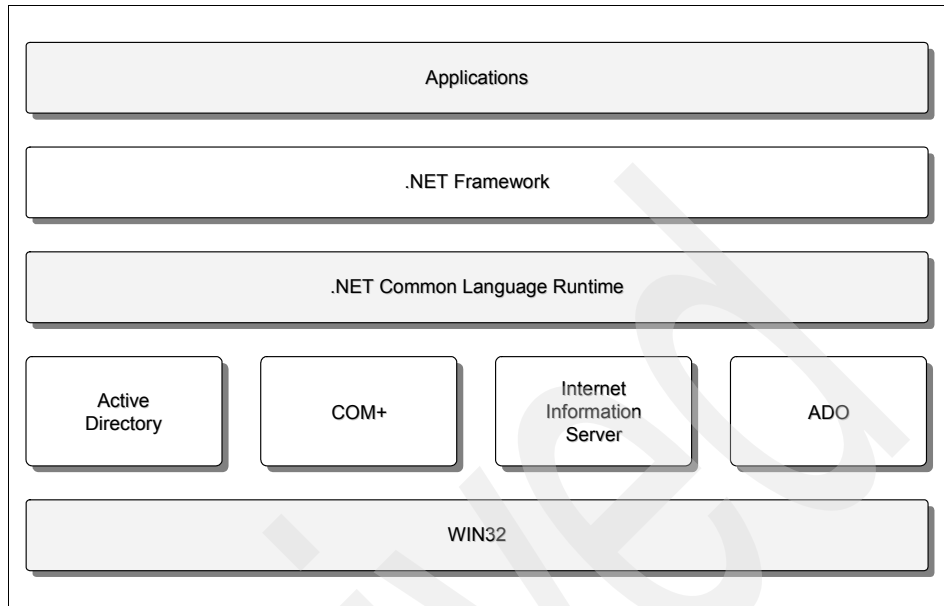 Applications
.NET Framework
.NET Common Language Runtime
Active
Directory
COM+
Internet
Information
Server
ADO
WIN32